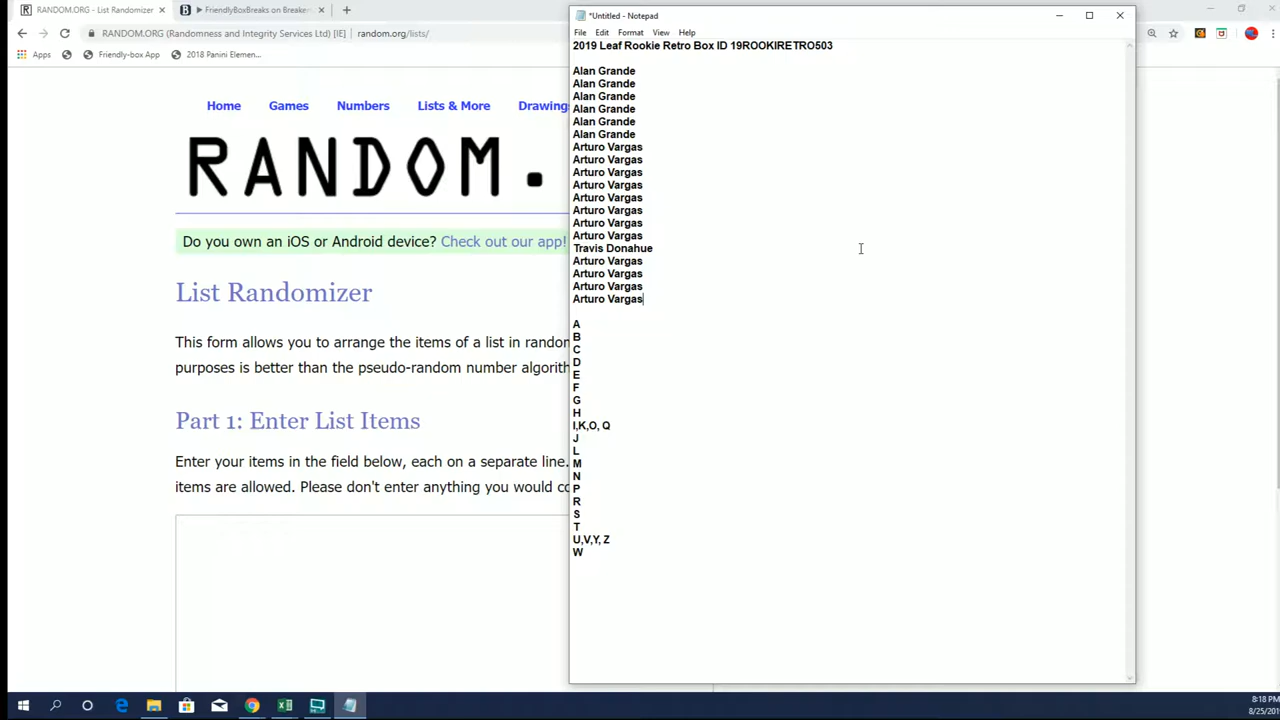 RANDOM.ORG - List Randomizer
FriendlyBoxBreaks on Breaker
RANDOM.ORG (Randomness and Integrity Services Ltd) [IE] | random.org/lists/
Apps
Friendly-box App
2018 Panini Elemen...
Home
Games
Numbers
Lists & More
Drawing
RANDOM.
Do you own an iOS or Android device? Check out our app!
List Randomizer
This form allows you to arrange the items of a list in random
purposes is better than the pseudo-random number algorith
Part 1: Enter List Items
Enter your items in the field below, each on a separate line.
items are allowed. Please don't enter anything you would co
*Untitled - Notepad
File Edit Format View Help
2019 Leaf Rookie Retro Box ID 19ROOKIRETRO503
Alan Grande
Alan Grande
Alan Grande
Alan Grande
Alan Grande
Alan Grande
Arturo Vargas
Arturo Vargas
Arturo Vargas
Arturo Vargas
Arturo Vargas
Arturo Vargas
Arturo Vargas
Arturo Vargas
Travis Donahue
Arturo Vargas
Arturo Vargas
Arturo Vargas
Arturo Vargas
A
B
C
D
E
F
G
H
I,K,O, Q
J
L
M
N
P
R
S
T
U,V,Y, Z
W
8:18 PM
8/25/201